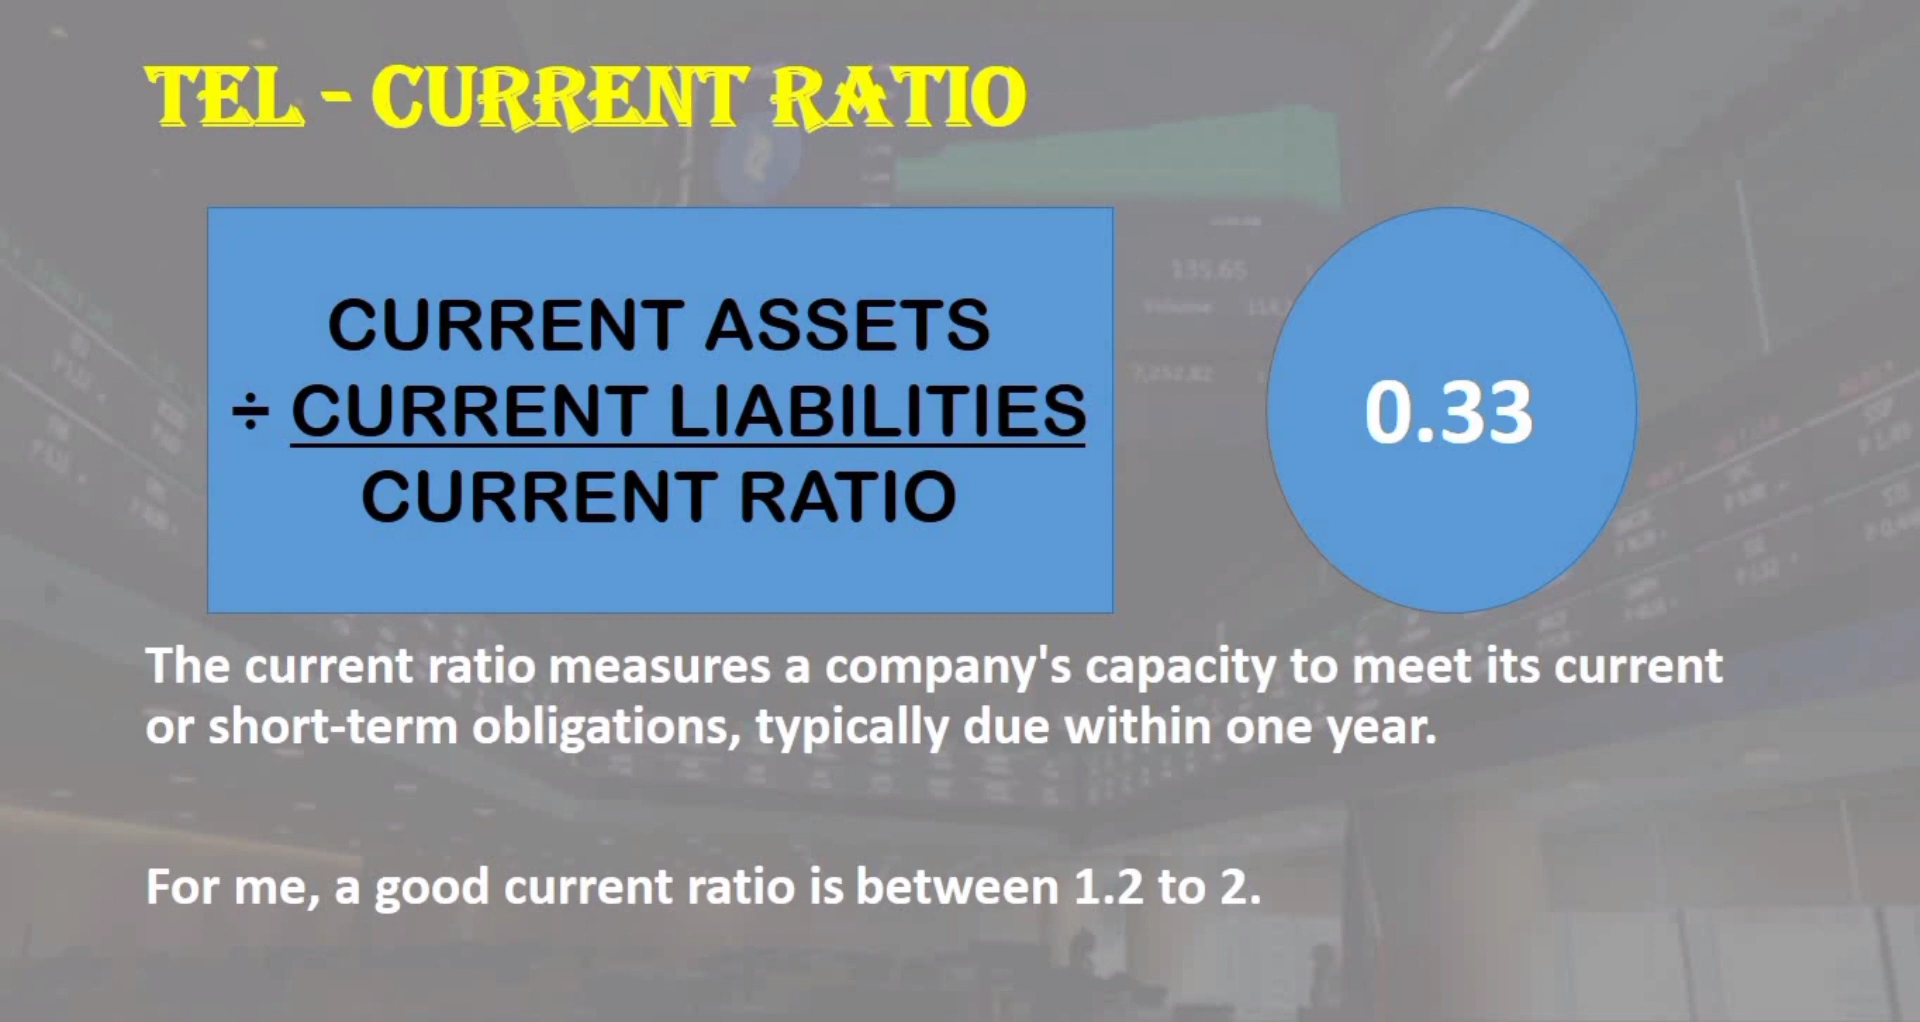 TEL - CURRENT RATIO
135.65
CURRENT ASSETS
÷ CURRENT LIABILITIES
CURRENT RATIO
0.33
The current ratio measures a company's capacity to meet its current
or short-term obligations, typically due within one year.
For me, a good current ratio is between 1.2 to 2.